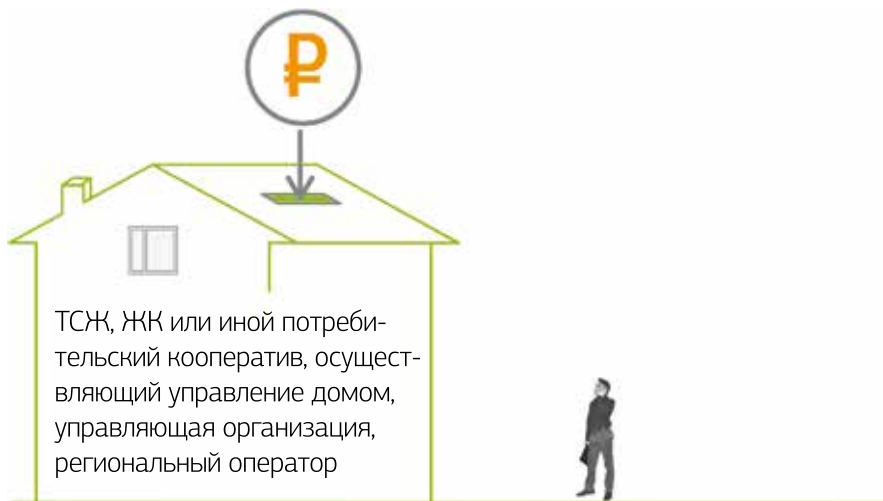 ₽
ТСЖ, ЖК или иной потреби-
тельский кооператив, осущест-
вляющий управление домом,
управляющая организация,
региональный оператор